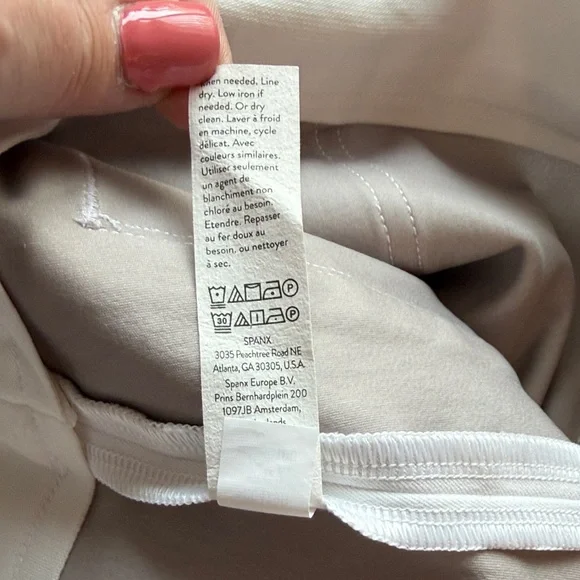 when needed. Line
dry. Low iron if
needed. Or dry
clean. Laver à froid
en machine, cycle
délicat. Avec
couleurs similaires.
Utiliser seulement
un agent de
blanchiment non
chloré au besoin.
Etendre. Repasser
au fer doux au
besoin. ou nettoyer
à sec.
P
30 P
SPANX
3035 Peachtree Road NE
Atlanta, GA 30305, U.S.A.
Spanx Europe B.V.
Prins Bernhardplein 200
1097JB Amsterdam,